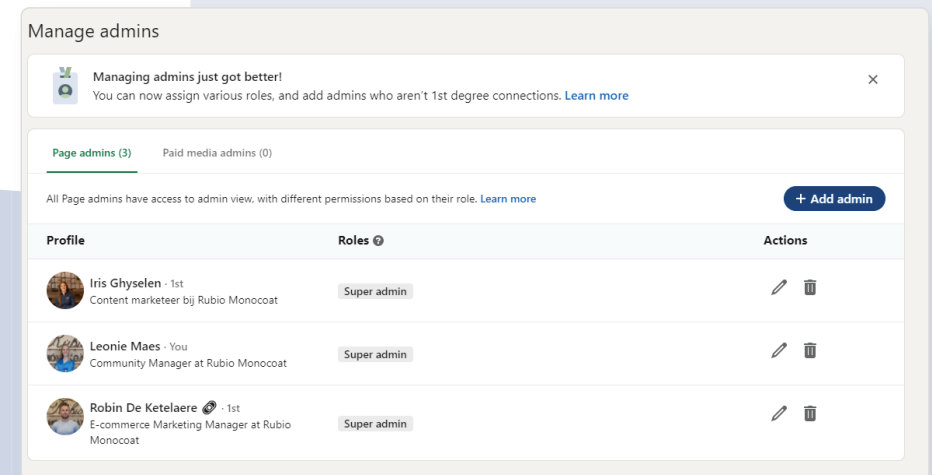 Manage admins
Managing admins just got better!
You can now assign various roles, and add admins who aren't 1st degree connections. Learn more
Page admins (3) Paid media admins (0)
All Page admins have access to admin view, with different permissions based on their role. Learn more
+ Add admin
Profile Roles Actions
Iris Ghyselen · 1st
Content marketeer bij Rubio Monocoat
Super admin
Leonie Maes · You
Community Manager at Rubio Monocoat
Super admin
Robin De Ketelaere · 1st
E-commerce Marketing Manager at Rubio
Monocoat
Super admin